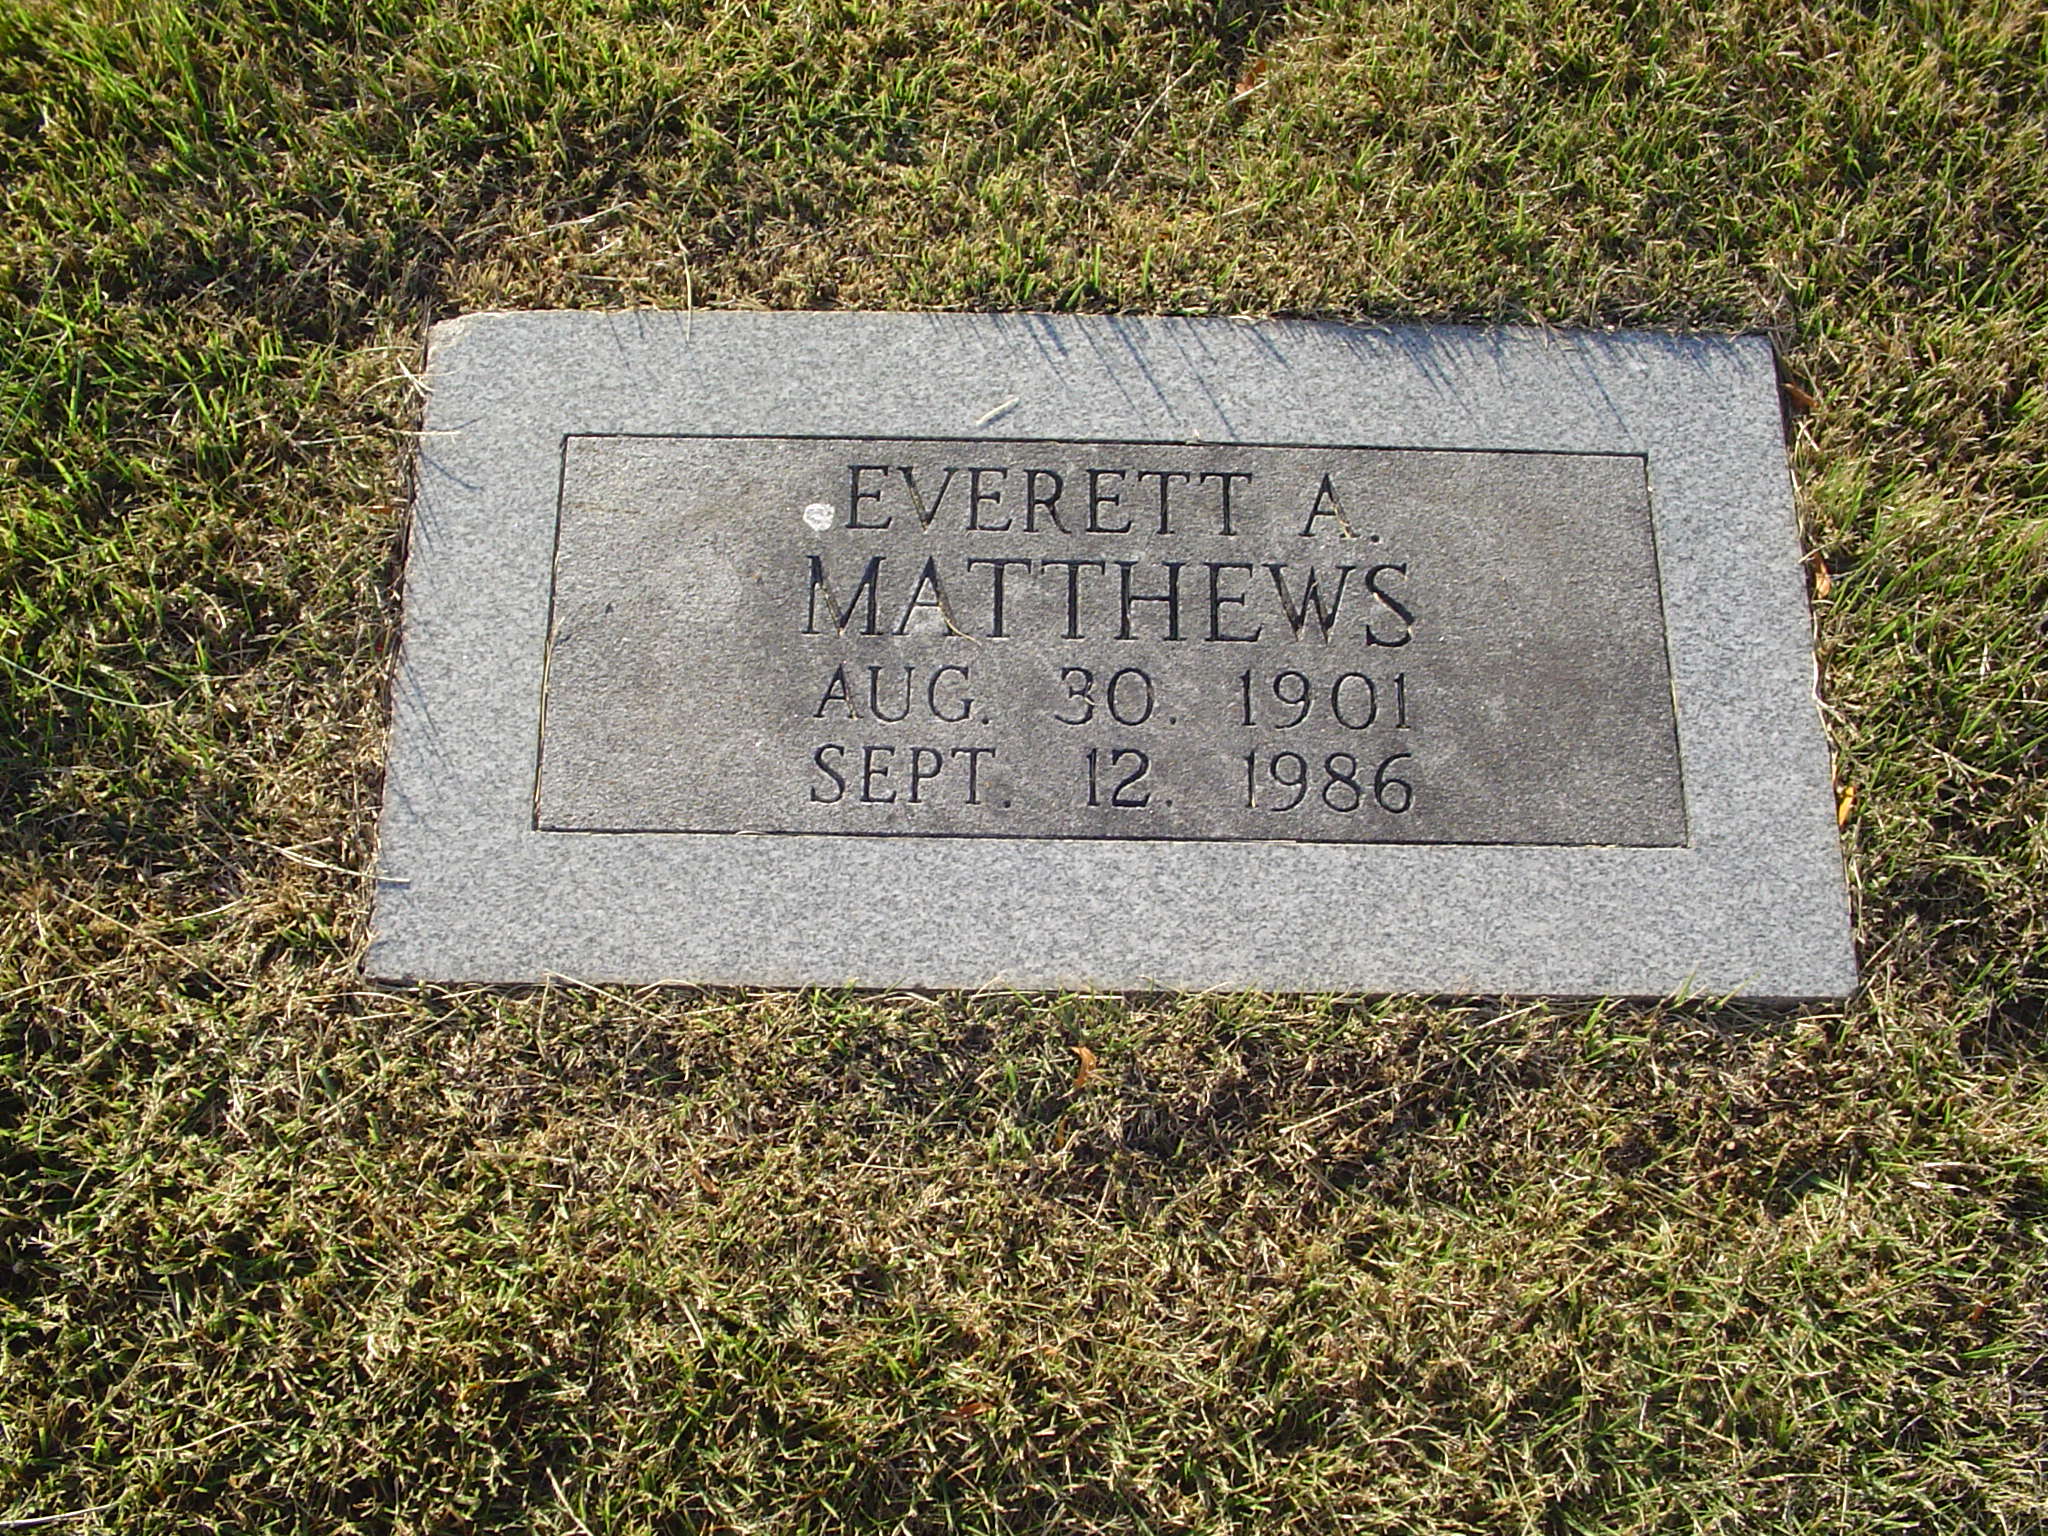 EVERETT A.
MATTHEWS
AUG. 30. 1901
SEPT. 12. 1986